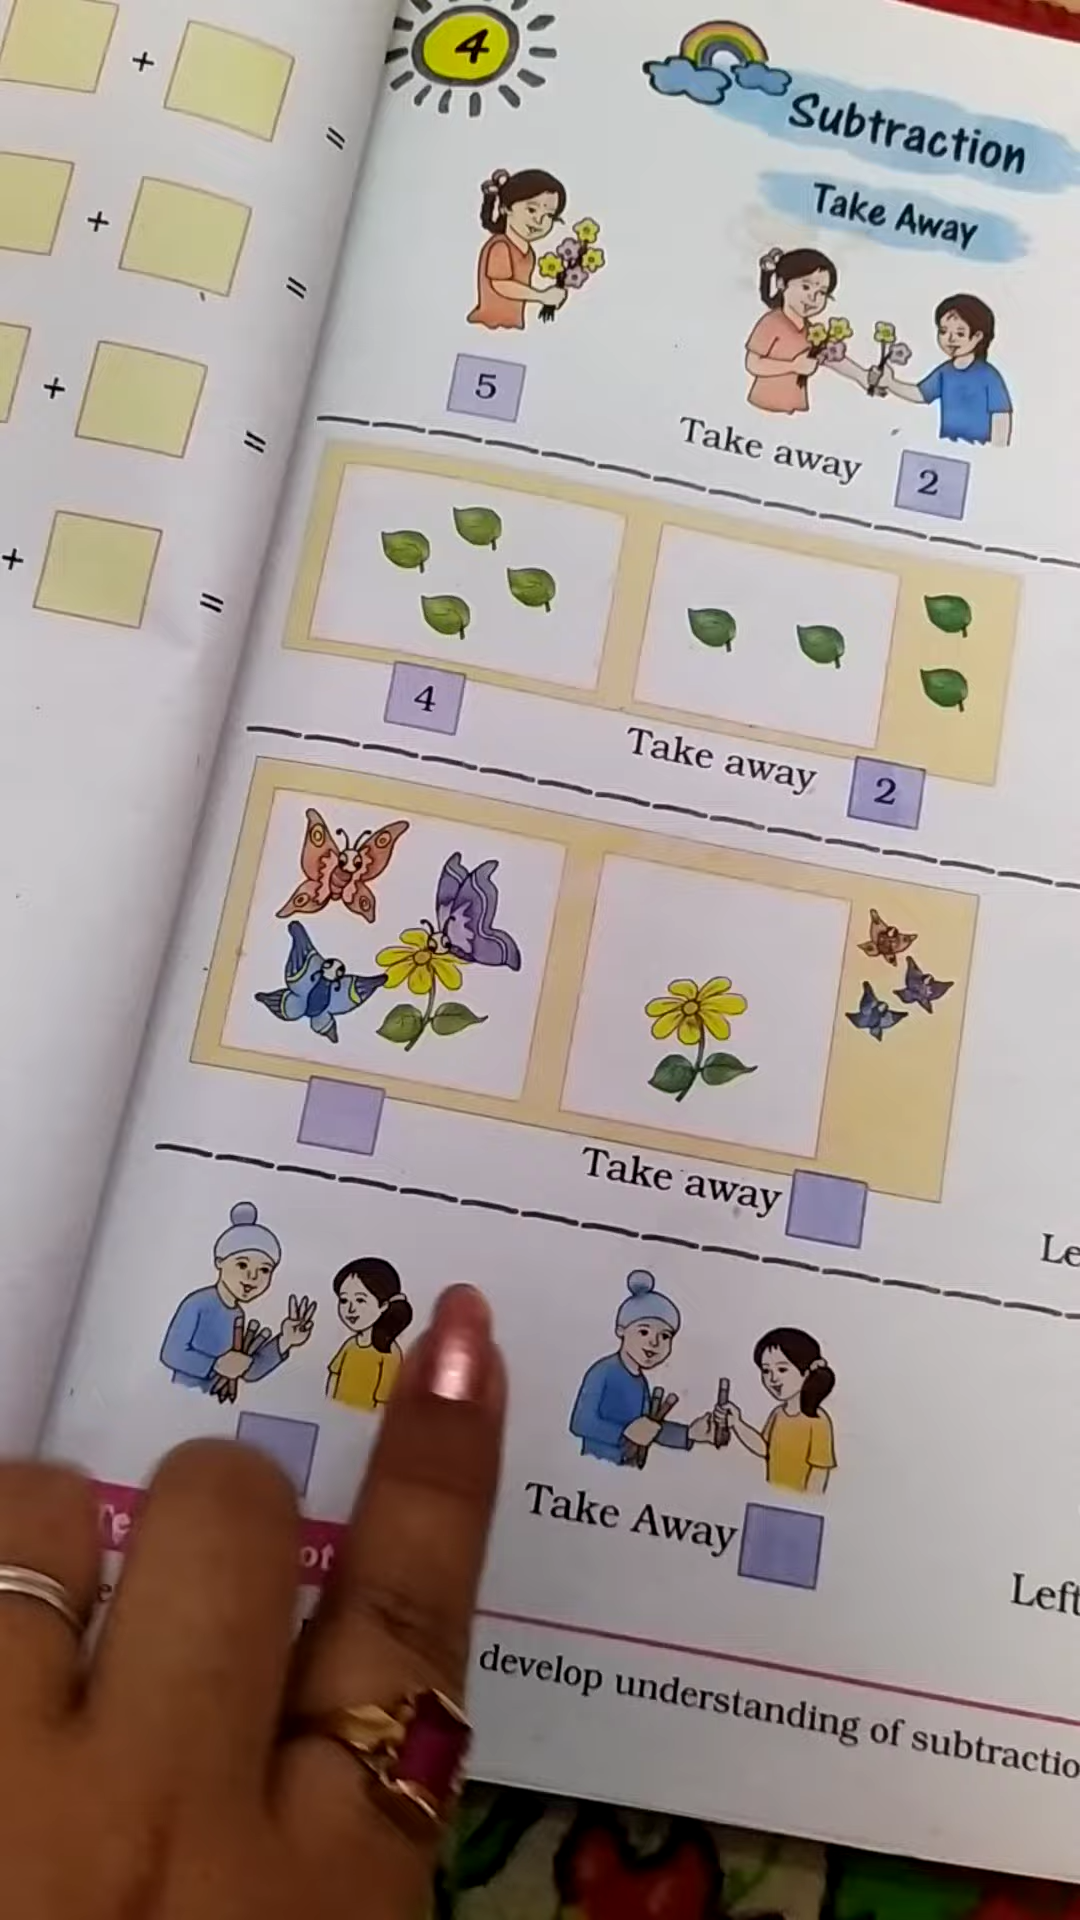 +
=
+
=
+
=
+
=
4
Subtraction
Take Away
5
Take away 2
4
Take away 2
Take away
Le
Take Away
Left
develop understanding of subtractio